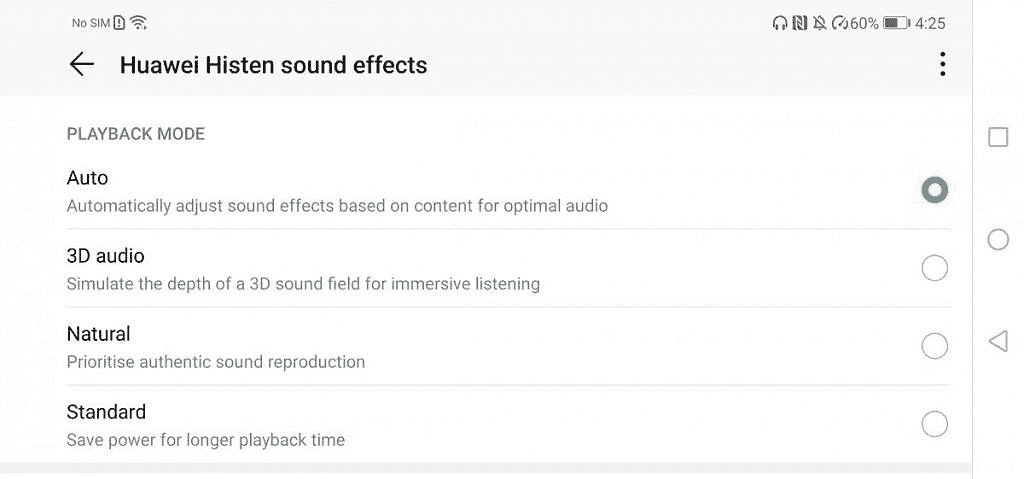 No SIM 60% 4:25
Huawei Histen sound effects
PLAYBACK MODE
Auto
Automatically adjust sound effects based on content for optimal audio
3D audio
Simulate the depth of a 3D sound field for immersive listening
Natural
Prioritise authentic sound reproduction
Standard
Save power for longer playback time